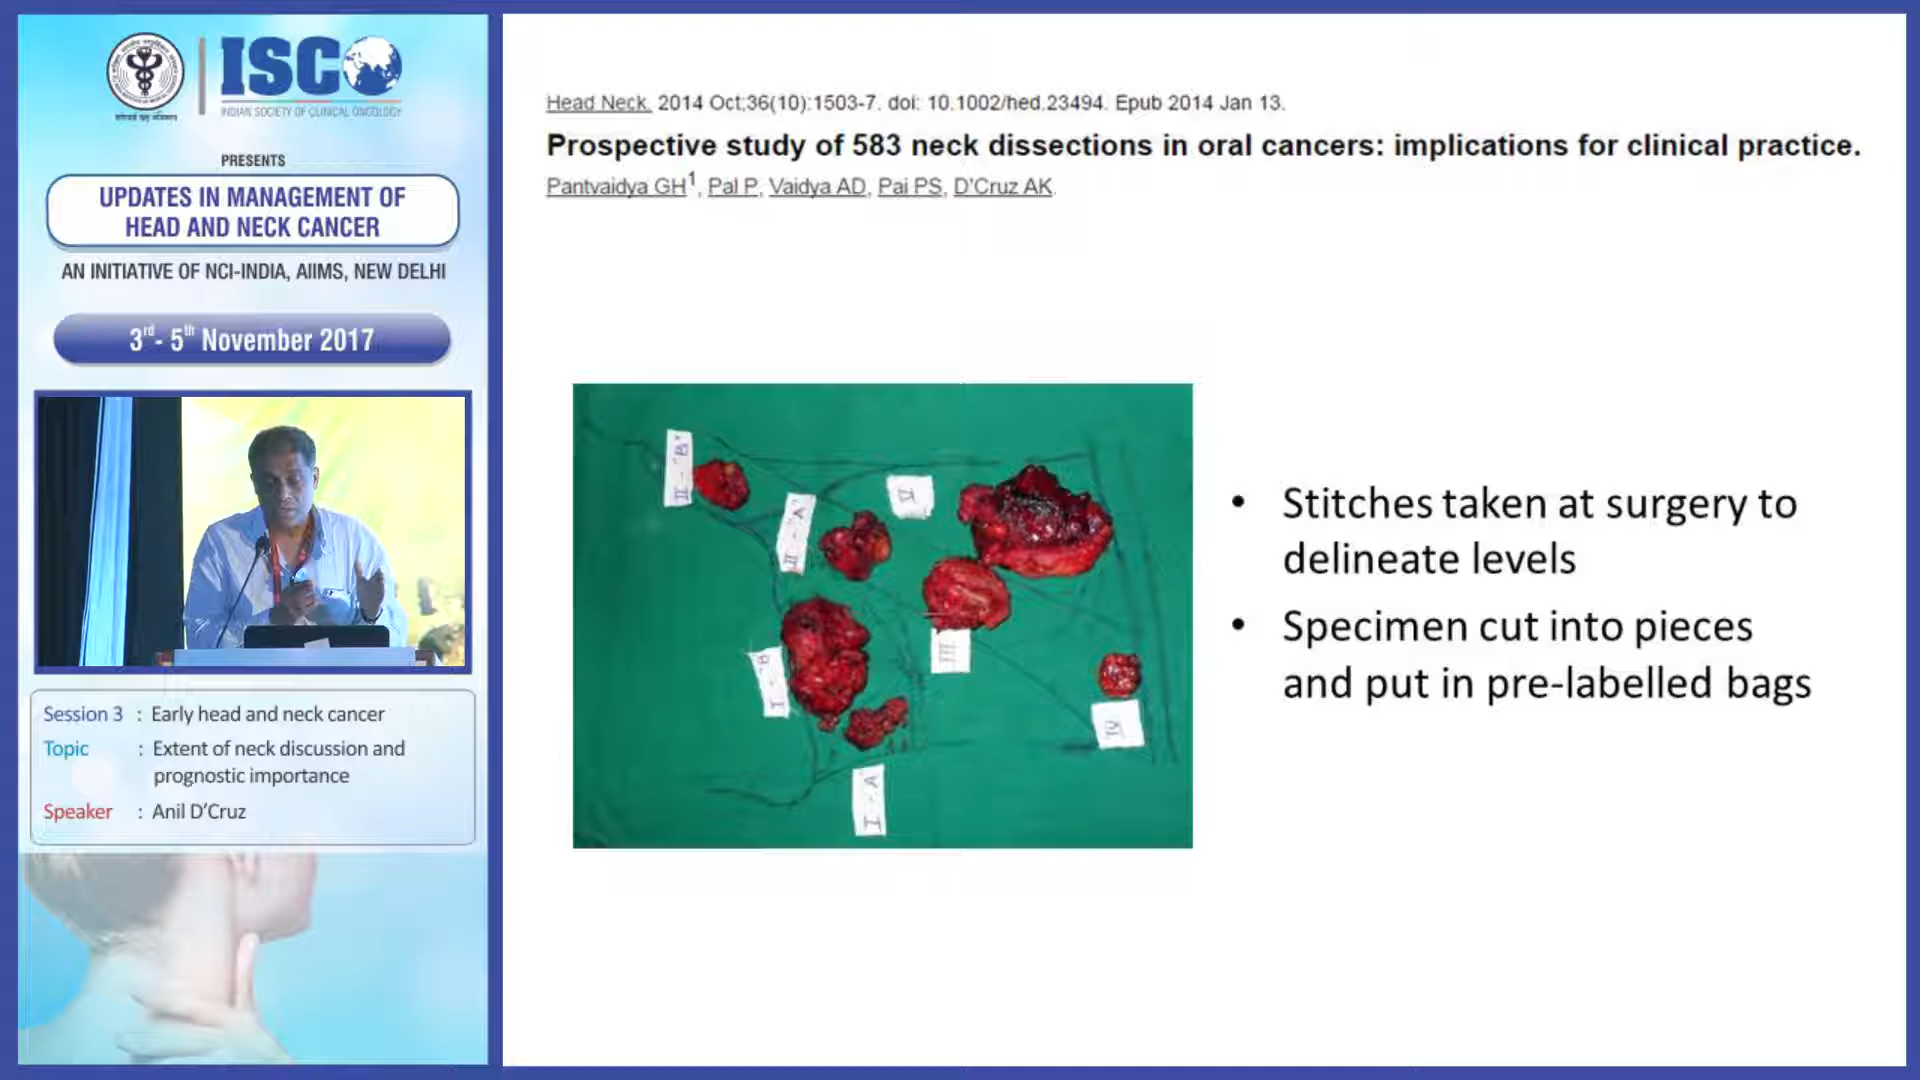 ISCO
INDIAN SOCIETY OF CLINICAL ONCOLOGY
PRESENTS
UPDATES IN MANAGEMENT OF
HEAD AND NECK CANCER
AN INITIATIVE OF NCI-INDIA, AIIMS, NEW DELHI
3rd - 5th November 2017
Session 3 : Early head and neck cancer
Topic : Extent of neck discussion and
prognostic importance
Speaker : Anil D'Cruz
Head Neck. 2014 Oct;36(10):1503-7. doi: 10.1002/hed.23494. Epub 2014 Jan 13.
Prospective study of 583 neck dissections in oral cancers: implications for clinical practice.
Pantvaidya GH1, Pal P, Vaidya AD, Pai PS, D'Cruz AK.
II-"B"
II-"A"
V
I-"B"
III
IV
I-A
• Stitches taken at surgery to
delineate levels
• Specimen cut into pieces
and put in pre-labelled bags